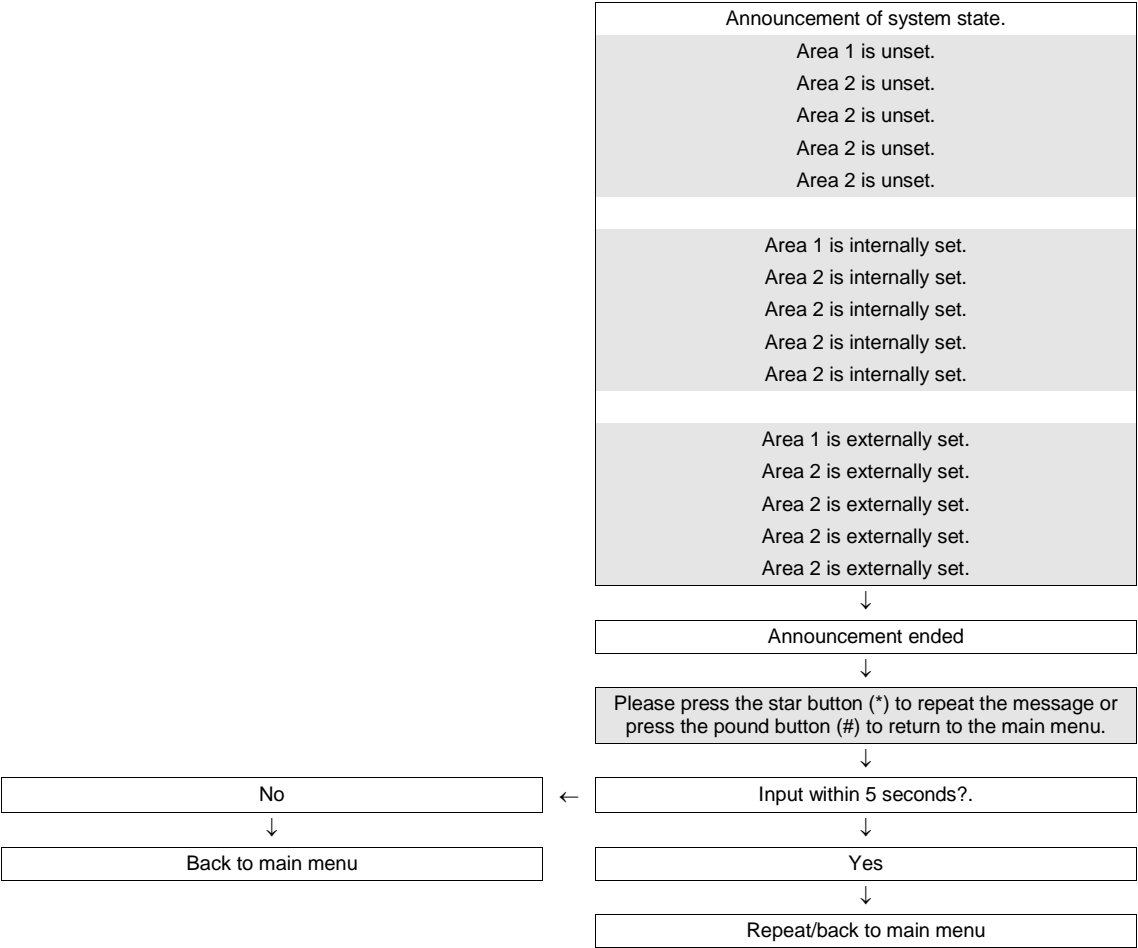 Announcement of system state.
Area 1 is unset.
Area 2 is unset.
Area 2 is unset.
Area 2 is unset.
Area 2 is unset.
Area 1 is internally set.
Area 2 is internally set.
Area 2 is internally set.
Area 2 is internally set.
Area 2 is internally set.
Area 1 is externally set.
Area 2 is externally set.
Area 2 is externally set.
Area 2 is externally set.
Area 2 is externally set.
↓
Announcement ended
↓
Please press the star button (*) to repeat the message or
press the pound button (#) to return to the main menu.
↓
No ← Input within 5 seconds?.
↓ ↓
Back to main menu Yes
↓
Repeat/back to main menu